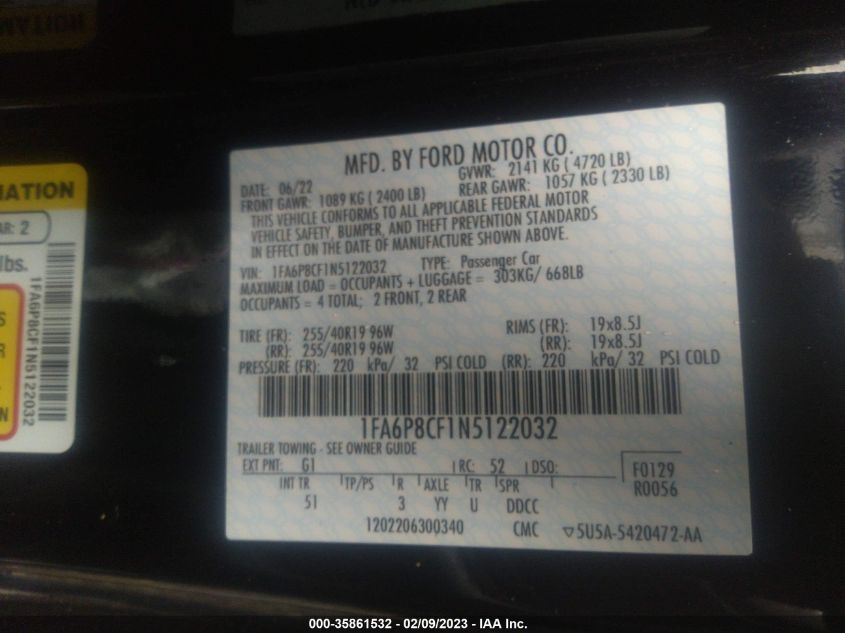 MATION
AR: 2
lbs.
1FA6P8CF1N5122032
MFD. BY FORD MOTOR CO.
DATE: 06/22 GVWR: 2141 KG ( 4720 LB)
FRONT GAWR: 1089 KG ( 2400 LB) REAR GAWR: 1057 KG ( 2330 LB)
THIS VEHICLE CONFORMS TO ALL APPLICABLE FEDERAL MOTOR
VEHICLE SAFETY, BUMPER, AND THEFT PREVENTION STANDARDS
IN EFFECT ON THE DATE OF MANUFACTURE SHOWN ABOVE.
VIN: 1FA6P8CF1N5122032 TYPE: Passenger Car
MAXIMUM LOAD = OCCUPANTS + LUGGAGE = 303KG/ 668LB
OCCUPANTS = 4 TOTAL; 2 FRONT, 2 REAR
TIRE (FR): 255/40R19 96W RIMS (FR): 19x8.5J
(RR): 255/40R19 96W (RR): 19x8.5J
PRESSURE (FR): 220 kPa/ 32 PSI COLD (RR): 220 kPa/ 32 PSI COLD
1FA6P8CF1N5122032
TRAILER TOWING - SEE OWNER GUIDE
EXT PNT: G1 RC: 52 DSO: F0129
R0056
INT TR TP/PS R AXLE TR SPR
51 3 YY U DDCC
1202206300340 CMC ▽5U5A-5420472-AA
000-35861532 - 02/09/2023 - IAA Inc.